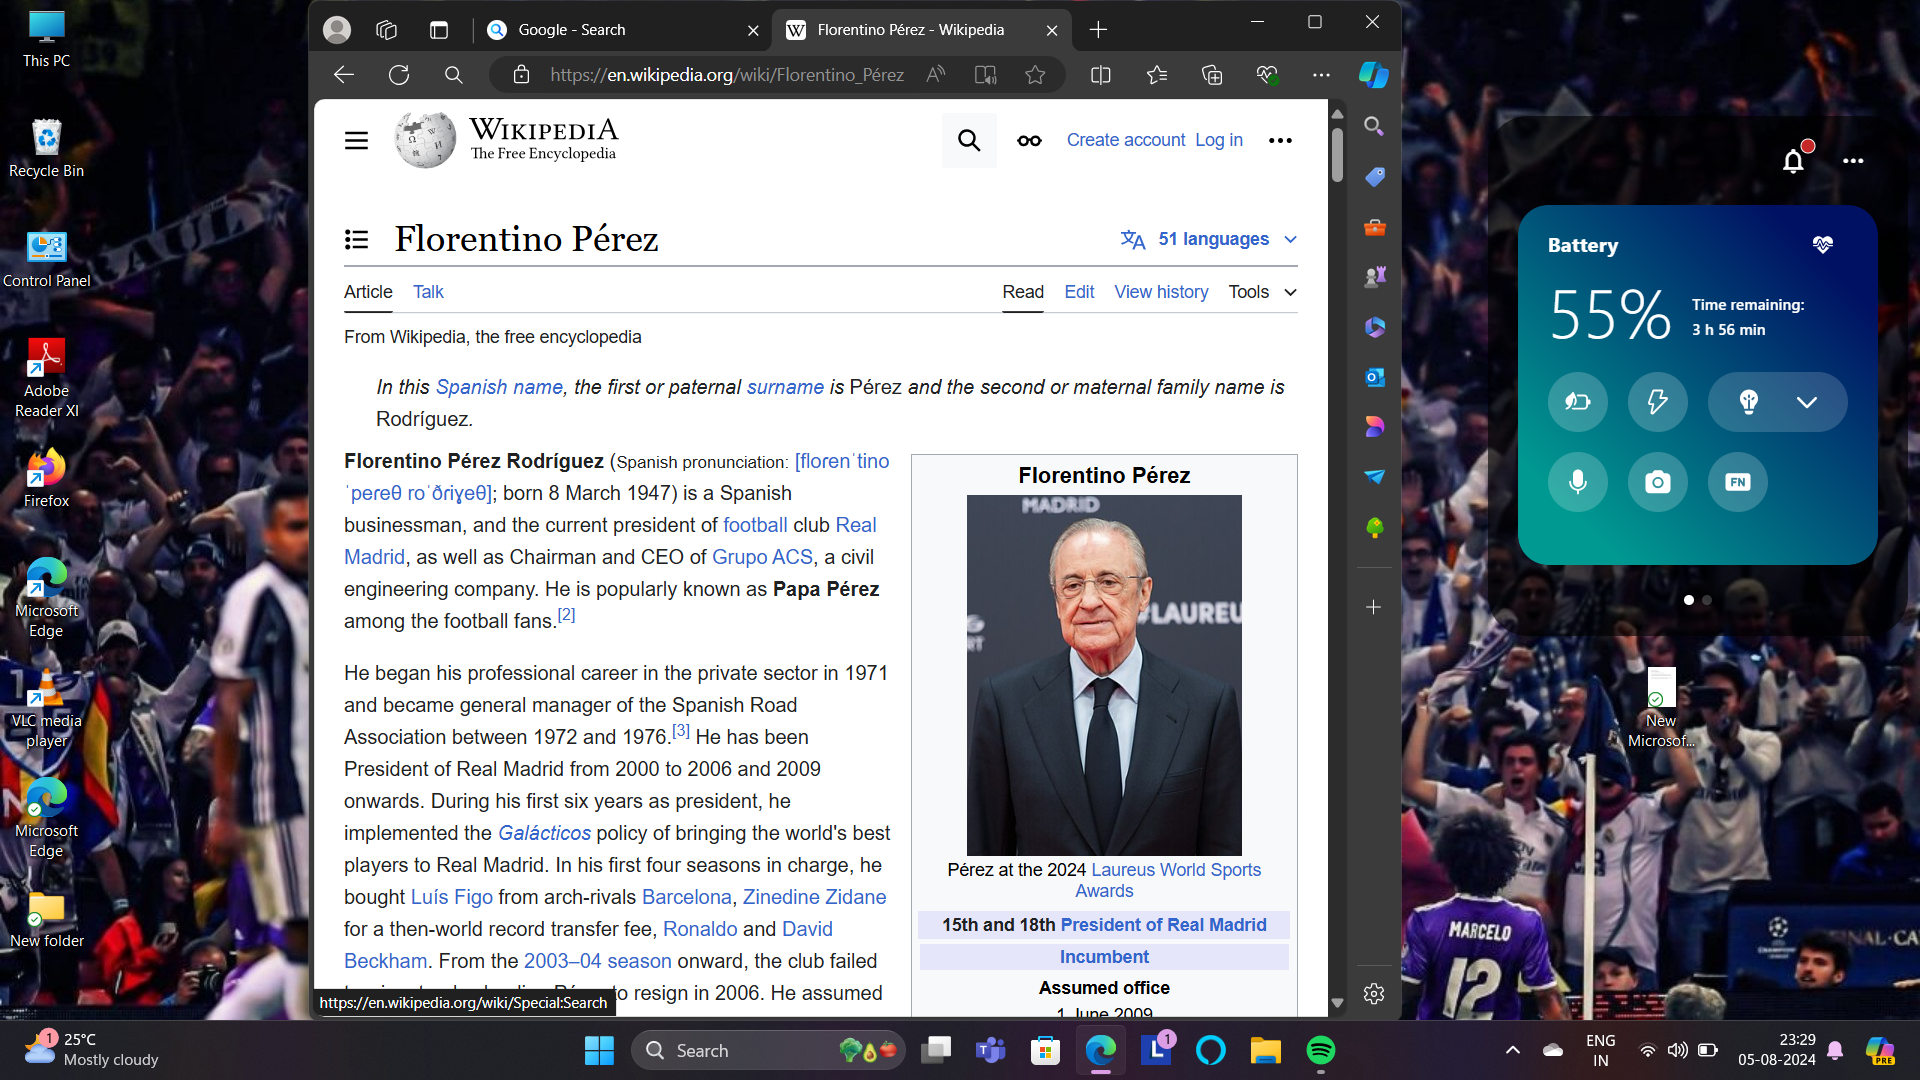 This PC
Recycle Bin
Control Panel
Adobe
Reader XI
Firefox
Microsoft
Edge
VLC media
player
Microsoft
Edge
New folder
Google - Search
Florentino Pérez - Wikipedia
https://en.wikipedia.org/wiki/Florentino_Pérez
WIKIPEDIA
The Free Encyclopedia
Create account Log in
Florentino Pérez
51 languages
Article Talk
Read Edit View history Tools
From Wikipedia, the free encyclopedia
In this Spanish name, the first or paternal surname is Pérez and the second or maternal family name is
Rodríguez.
Florentino Pérez Rodríguez (Spanish pronunciation: [floɾenˈtino
ˈpeɾeθ roˈðɾiɣeθ]; born 8 March 1947) is a Spanish
businessman, and the current president of football club Real
Madrid, as well as Chairman and CEO of Grupo ACS, a civil
engineering company. He is popularly known as Papa Pérez
among the football fans.[2]
He began his professional career in the private sector in 1971
and became general manager of the Spanish Road
Association between 1972 and 1976.[3] He has been
President of Real Madrid from 2000 to 2006 and 2009
onwards. During his first six years as president, he
implemented the Galácticos policy of bringing the world's best
players to Real Madrid. In his first four seasons in charge, he
bought Luís Figo from arch-rivals Barcelona, Zinedine Zidane
for a then-world record transfer fee, Ronaldo and David
Beckham. From the 2003–04 season onward, the club failed
to resign in 2006. He assumed
https://en.wikipedia.org/wiki/Special:Search
Florentino Pérez
MADRID
#LAUREU
Pérez at the 2024 Laureus World Sports
Awards
15th and 18th President of Real Madrid
Incumbent
Assumed office
1 June 2009
Battery
55%
Time remaining:
3 h 56 min
FN
New
Microsof...
MARCELO
12
1
25°C
Mostly cloudy
Search
L
1
ENG
IN
23:29
05-08-2024
PRE